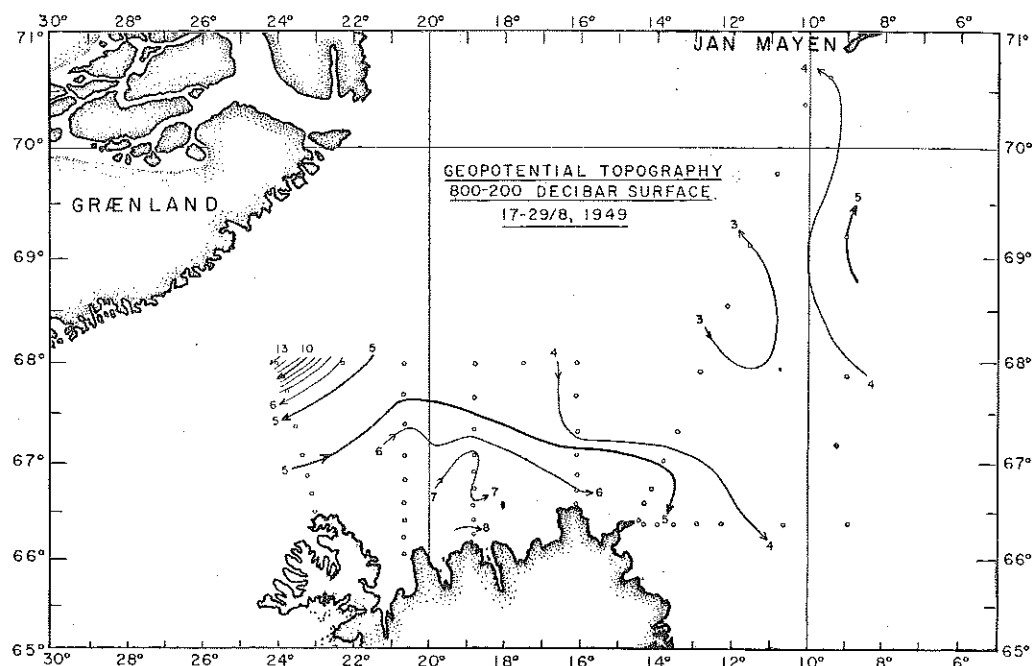 30° 28° 26° 24° 22° 20° 18° 16° 14° 12° 10° 8° 6°
71° 71°
JAN MAYEN
4
70° 70°
GEOPOTENTIAL TOPOGRAPHY
800-200 DECIBAR SURFACE
17-29/8, 1949
GRÆNLAND
5
3
69° 69°
3
68° 13 10 5 4 68°
4
6
5
67° 5 6 67°
7 7 6
5
8 4
66° 66°
65° 65°
30° 28° 26° 24° 22° 20° 18° 16° 14° 12° 10° 8° 6°